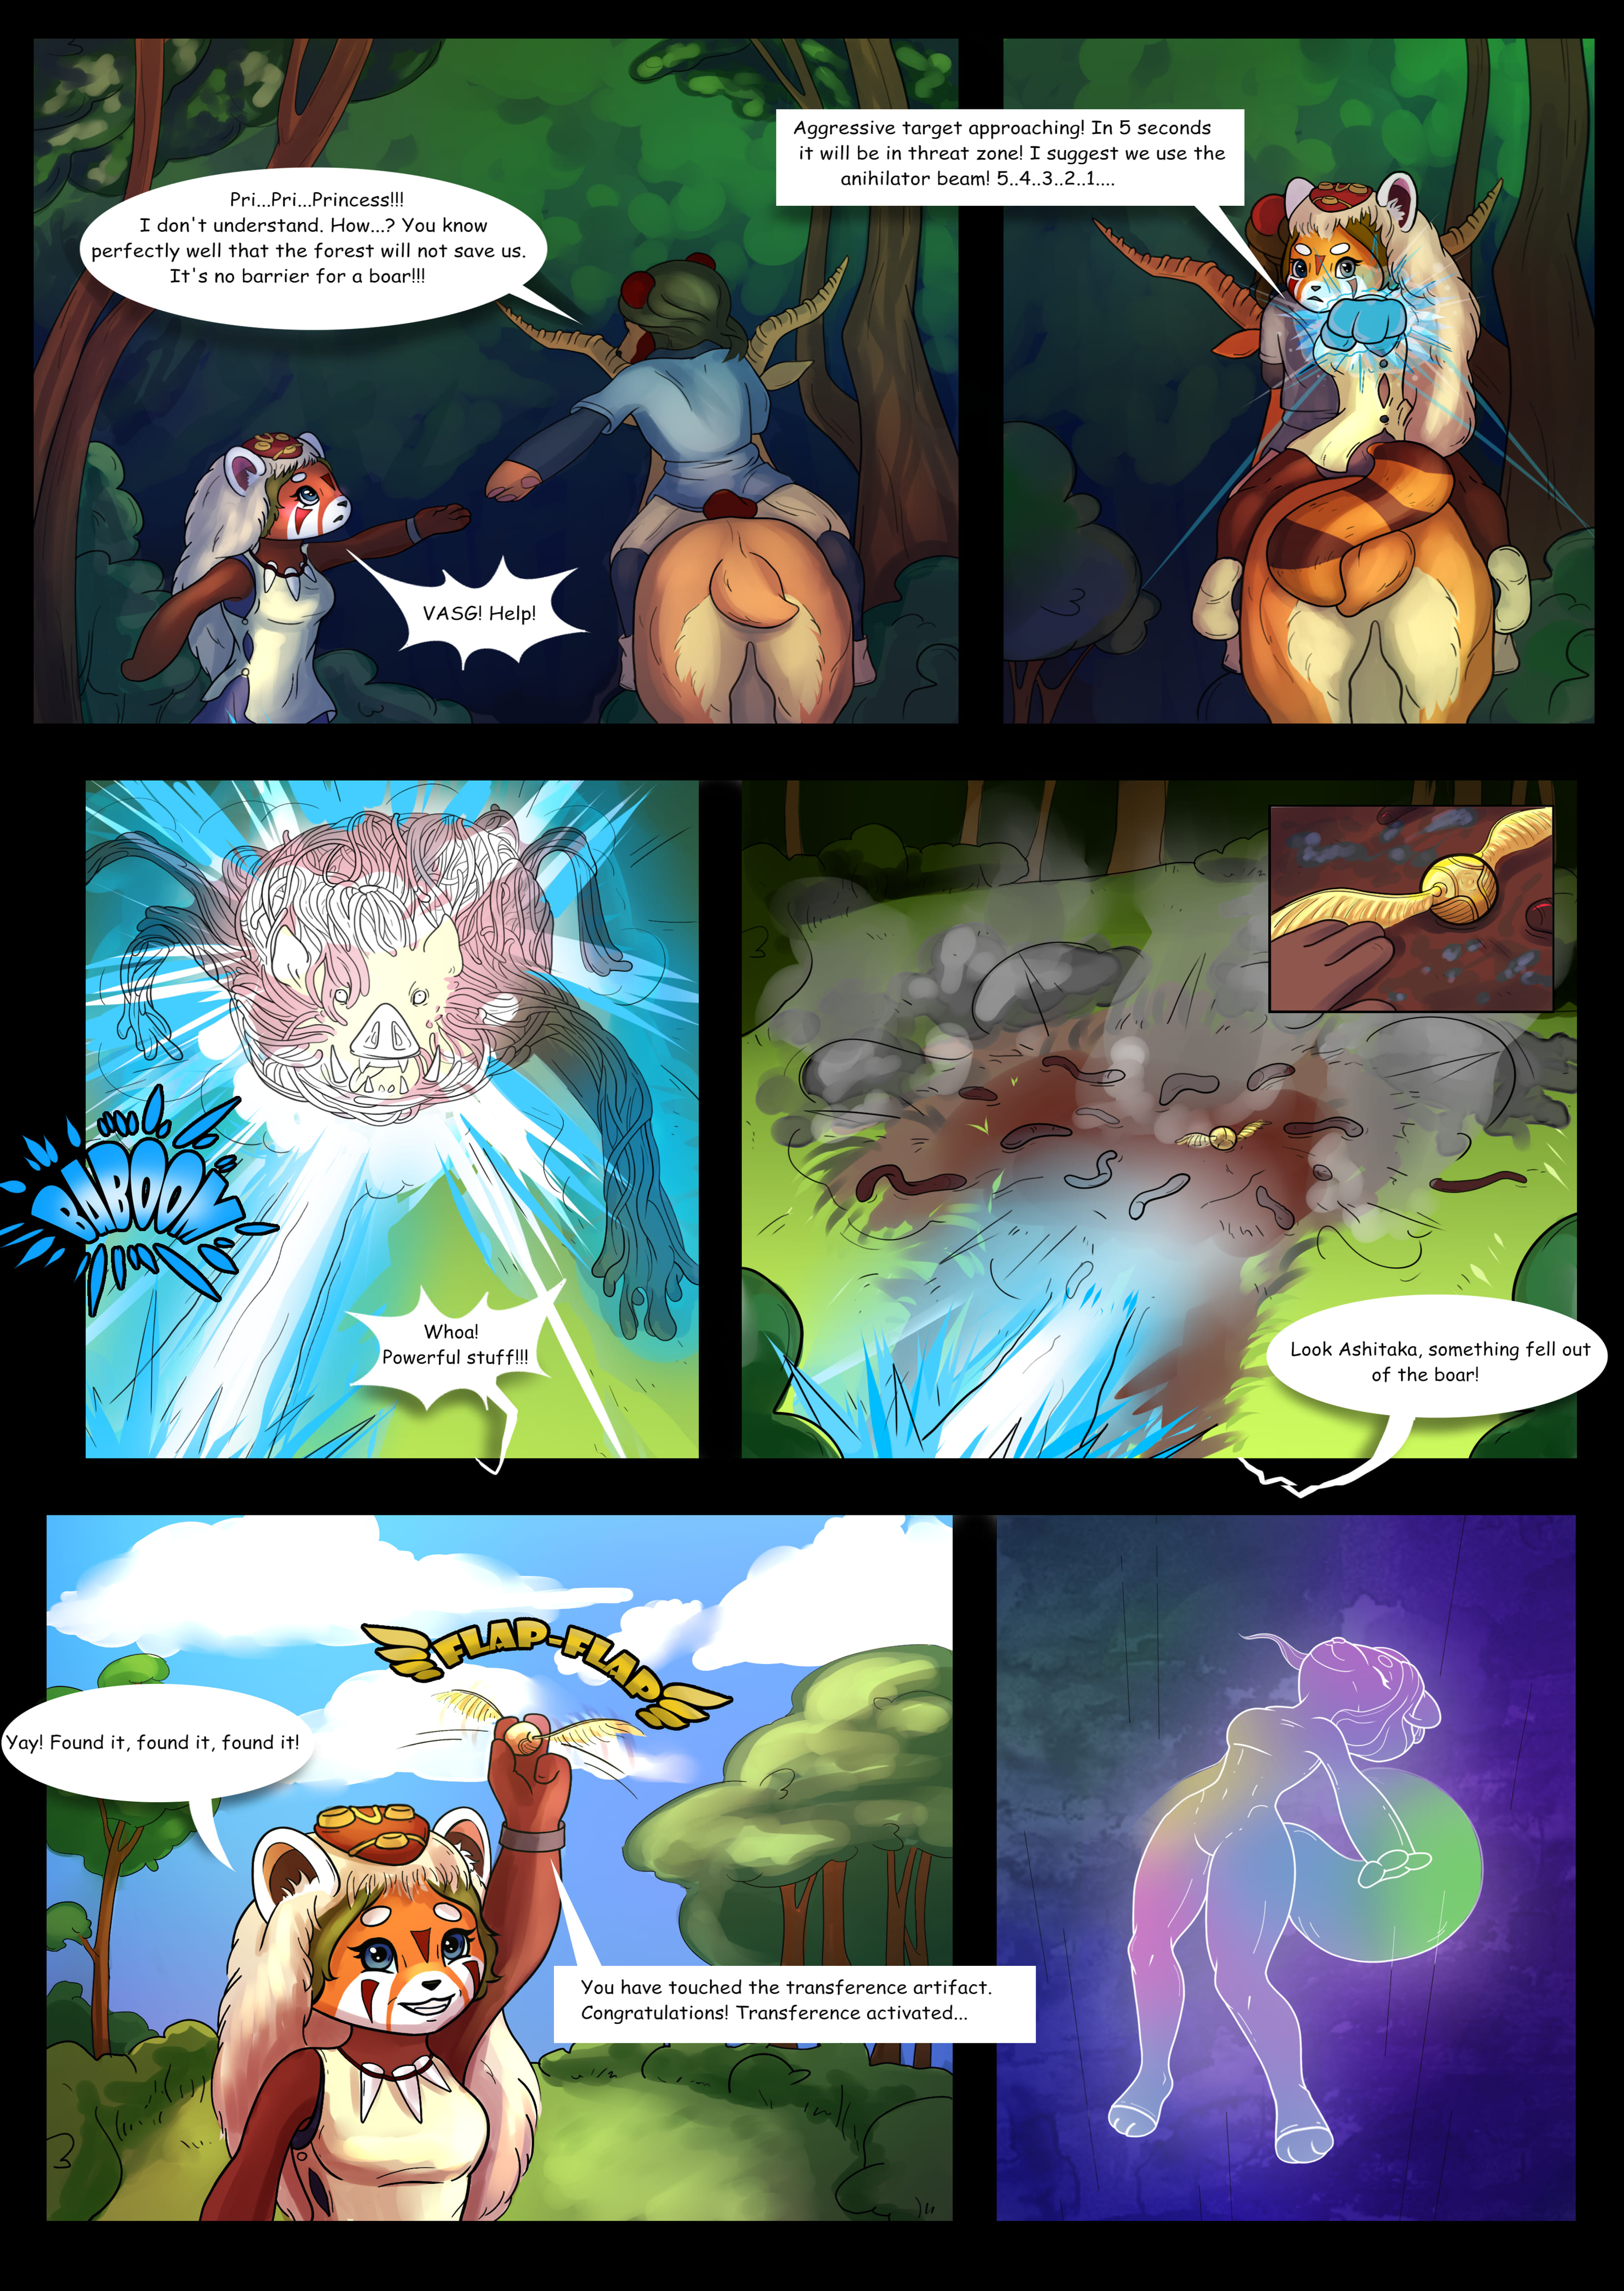 Pri...Pri...Princess!!!
I don't understand. How...? You know
perfectly well that the forest will not save us.
It's no barrier for a boar!!!
VASG! Help!
Aggressive target approaching! In 5 seconds
it will be in threat zone! I suggest we use the
anihilator beam! 5..4..3..2..1....
BABOOM
Whoa!
Powerful stuff!!!
Look Ashitaka, something fell out
of the boar!
FLAP-FLAP
Yay! Found it, found it, found it!
You have touched the transference artifact.
Congratulations! Transference activated...